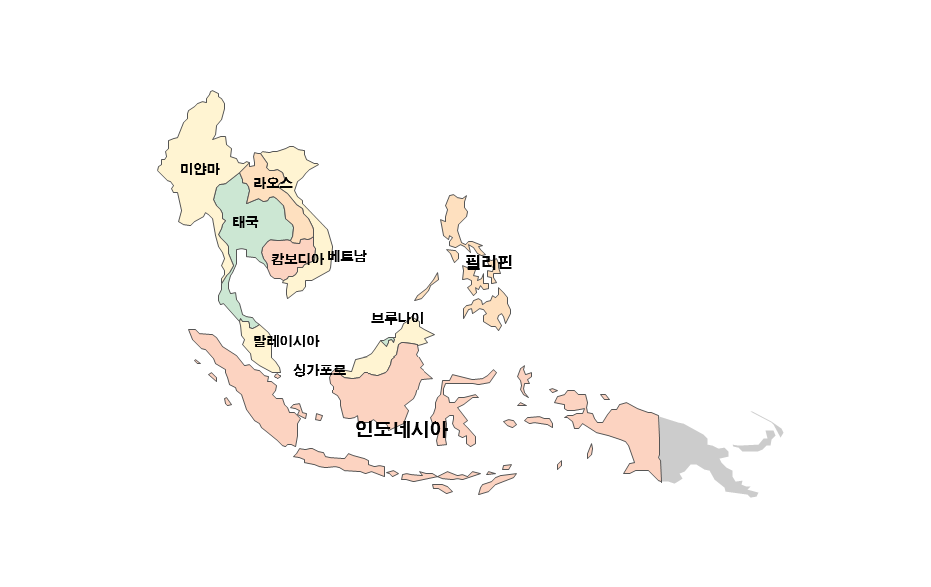 미얀마
라오스
태국
캄보디아
베트남
필리핀
브루나이
말레이시아
싱가포르
인도네시아